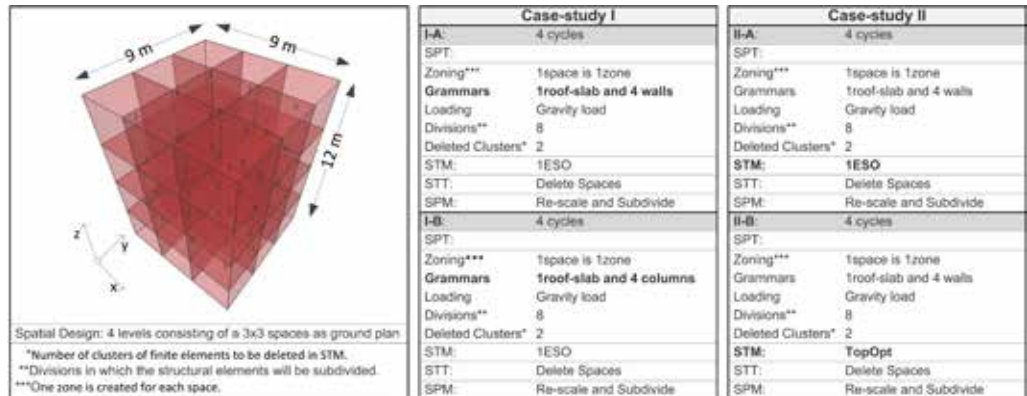 9 m
9 m
12 m
z
y
x
Spatial Design: 4 levels consisting of a 3x3 spaces as ground plan
*Number of clusters of finite elements to be deleted in STM.
**Divisions in which the structural elements will be subdivided.
***One zone is created for each space.
Case-study I
I-A: 4 cycles
SPT:
Zoning*** 1space is 1zone
Grammars 1roof-slab and 4 walls
Loading Gravity load
Divisions** 8
Deleted Clusters* 2
STM: 1ESO
STT: Delete Spaces
SPM: Re-scale and Subdivide
I-B: 4 cycles
SPT:
Zoning*** 1space is 1zone
Grammars 1roof-slab and 4 columns
Loading Gravity load
Divisions** 8
Deleted Clusters* 2
STM: 1ESO
STT: Delete Spaces
SPM: Re-scale and Subdivide
Case-study II
II-A: 4 cycles
SPT:
Zoning*** 1space is 1zone
Grammars 1roof-slab and 4 walls
Loading Gravity load
Divisions** 8
Deleted Clusters* 2
STM: 1ESO
STT: Delete Spaces
SPM: Re-scale and Subdivide
II-B: 4 cycles
SPT:
Zoning*** 1space is 1zone
Grammars 1roof-slab and 4 walls
Loading Gravity load
Divisions** 8
Deleted Clusters* 2
STM: TopOpt
STT: Delete Spaces
SPM: Re-scale and Subdivide